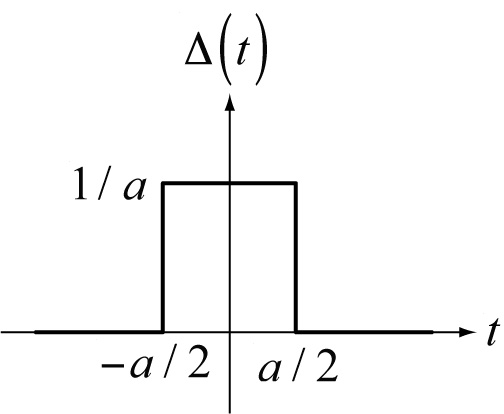 Δ(t)
1/a
t
−a/2
a/2